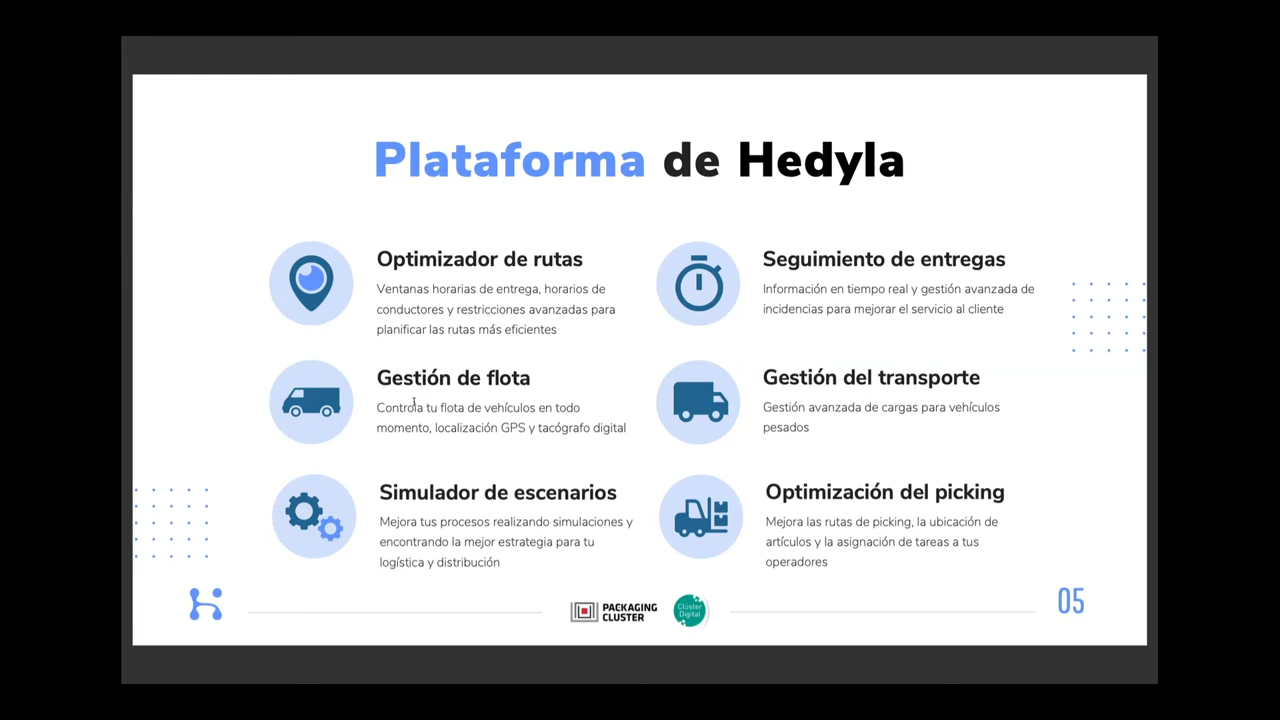 Plataforma de Hedyla
Optimizador de rutas
Ventanas horarias de entrega, horarios de
conductores y restricciones avanzadas para
planificar las rutas más eficientes
Seguimiento de entregas
Información en tiempo real y gestión avanzada de
incidencias para mejorar el servicio al cliente
Gestión de flota
Controla tu flota de vehículos en todo
momento, localización GPS y tacógrafo digital
Gestión del transporte
Gestión avanzada de cargas para vehículos
pesados
Simulador de escenarios
Mejora tus procesos realizando simulaciones y
encontrando la mejor estrategia para tu
logística y distribución
Optimización del picking
Mejora las rutas de picking, la ubicación de
artículos y la asignación de tareas a tus
operadores
PACKAGING
CLUSTER
Clúster
Digital
05